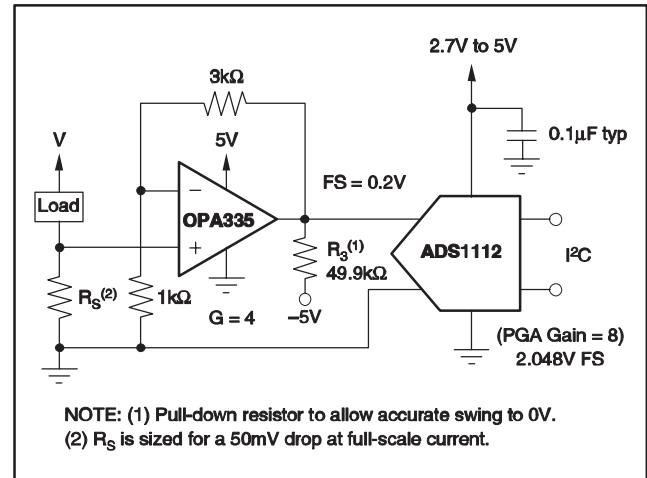 2.7V to 5V
3kΩ
0.1µF typ
V
5V
FS = 0.2V
Load
−
OPA335
+
R3(1)
49.9kΩ
ADS1112
I²C
RS(2)
1kΩ
G = 4
−5V
(PGA Gain = 8)
2.048V FS
NOTE: (1) Pull-down resistor to allow accurate swing to 0V.
(2) RS is sized for a 50mV drop at full-scale current.